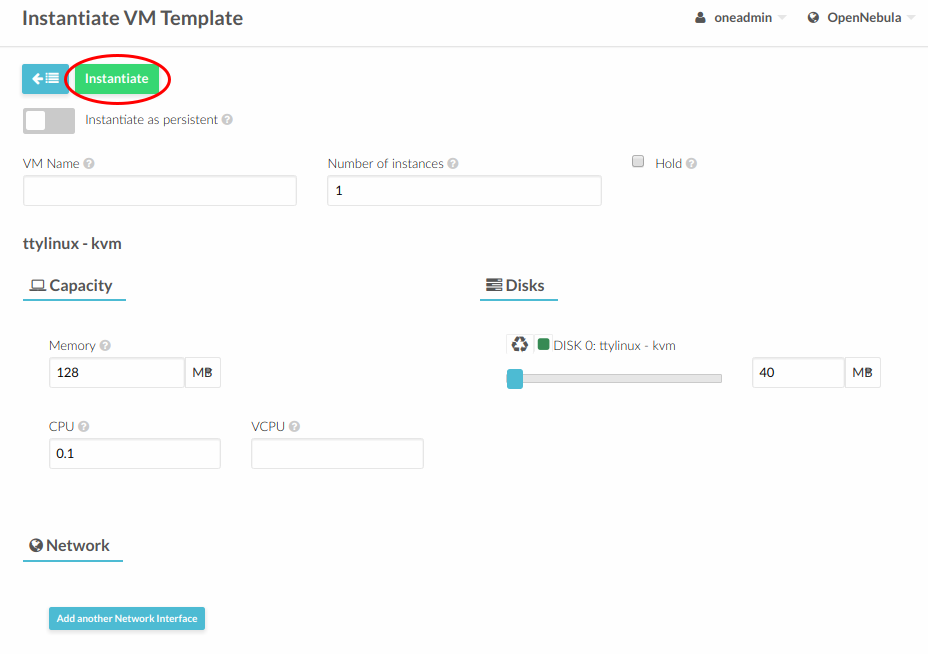 Instantiate VM Template
oneadmin OpenNebula
Instantiate
Instantiate as persistent
VM Name Number of instances Hold
1
ttylinux - kvm
Capacity Disks
Memory DISK 0: ttylinux - kvm
128 MB 40 MB
CPU VCPU
0.1
Network
Add another Network Interface